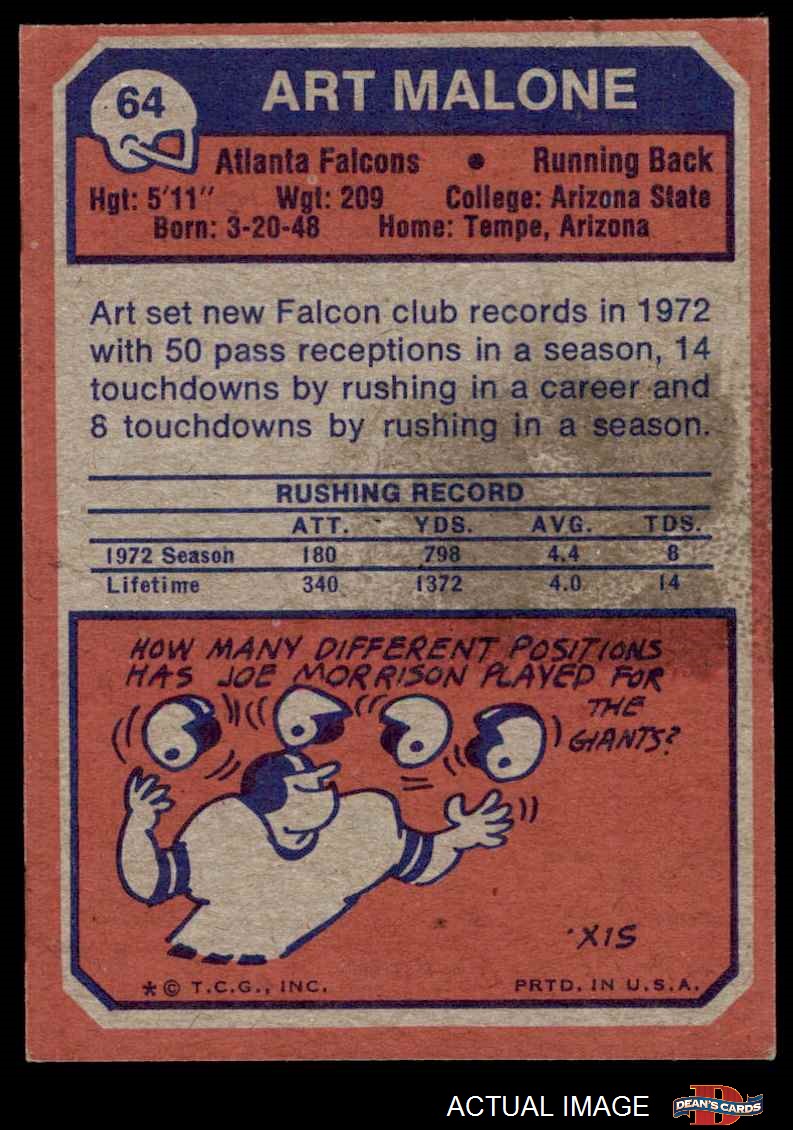 64
ART MALONE
Atlanta Falcons • Running Back
Hgt: 5'11" Wgt: 209 College: Arizona State
Born: 3-20-48 Home: Tempe, Arizona
Art set new Falcon club records in 1972
with 50 pass receptions in a season, 14
touchdowns by rushing in a career and
8 touchdowns by rushing in a season.
RUSHING RECORD
ATT. YDS. AVG. TDS.
1972 Season 180 798 4.4 8
Lifetime 340 1372 4.0 14
HOW MANY DIFFERENT POSITIONS
HAS JOE MORRISON PLAYED FOR
THE
GIANTS?
SIX.
* © T.C.G., INC. PRTD. IN U.S.A.
ACTUAL IMAGE
D
DEAN'S CARDS